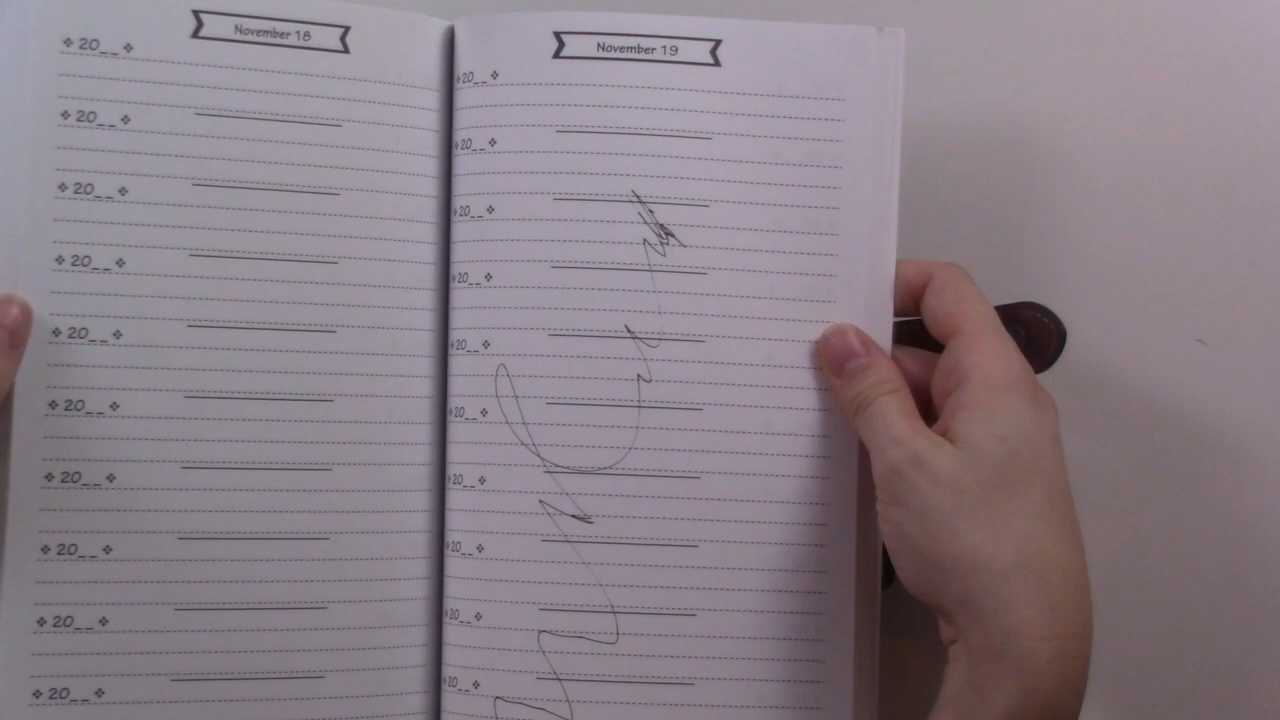 November 18
❖ 20__ ❖
❖ 20__ ❖
❖ 20__ ❖
❖ 20__ ❖
❖ 20__ ❖
❖ 20__ ❖
❖ 20__ ❖
❖ 20__ ❖
❖ 20__ ❖
❖ 20__ ❖
November 19
❖ 20__ ❖
❖ 20__ ❖
❖ 20__ ❖
❖ 20__ ❖
❖ 20__ ❖
❖ 20__ ❖
❖ 20__ ❖
❖ 20__ ❖
❖ 20__ ❖
❖ 20__ ❖